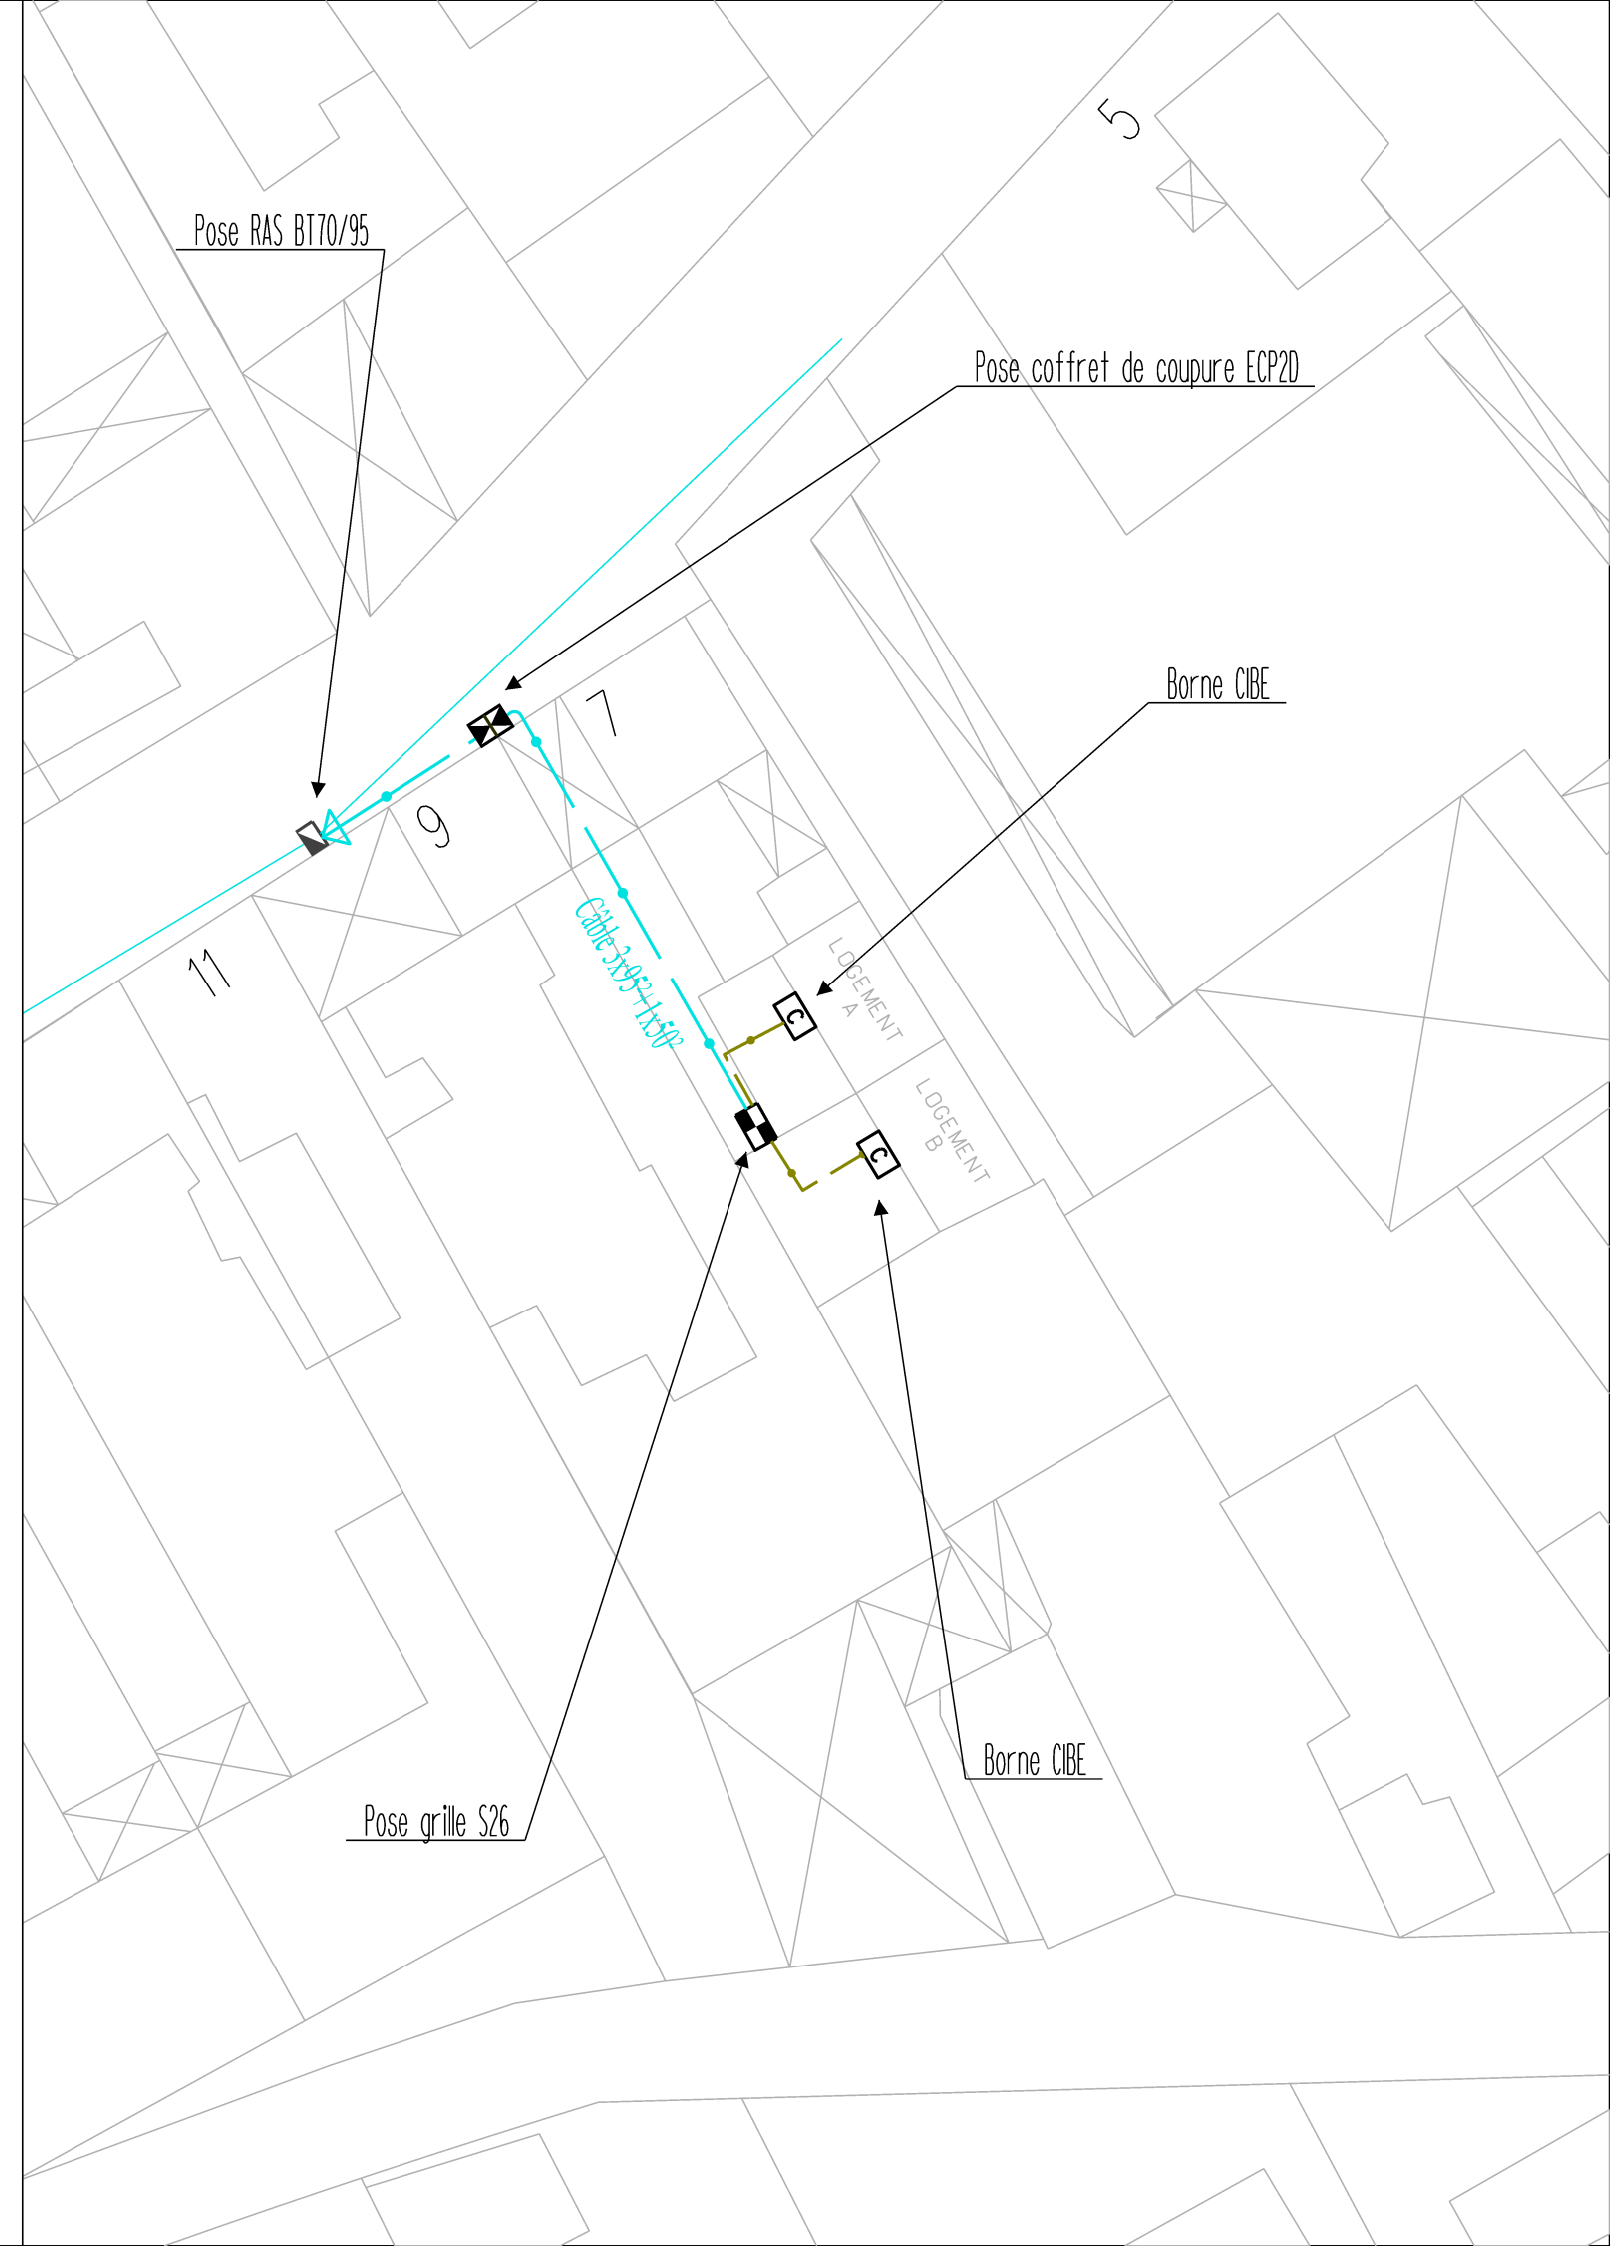 5
Pose RAS BT70/95
Pose coffret de coupure ECP2D
Borne CIBE
7
9
11
Câble 3x95²+1x50²
LOGEMENT
A
C
LOGEMENT
B
C
Borne CIBE
Pose grille S26